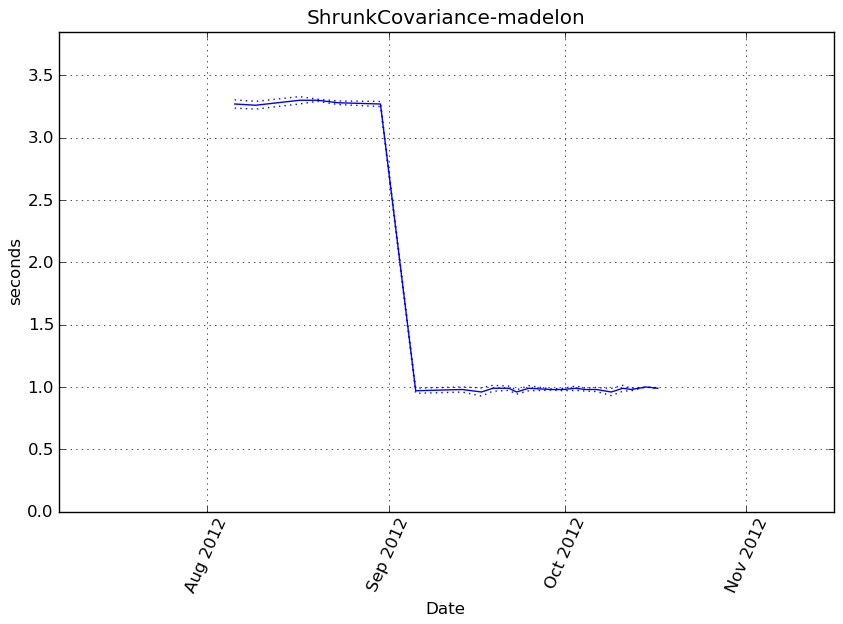 ShrunkCovariance-madelon
3.5
3.0
2.5
2.0
1.5
1.0
0.5
0.0
seconds
Aug 2012
Sep 2012
Oct 2012
Nov 2012
Date